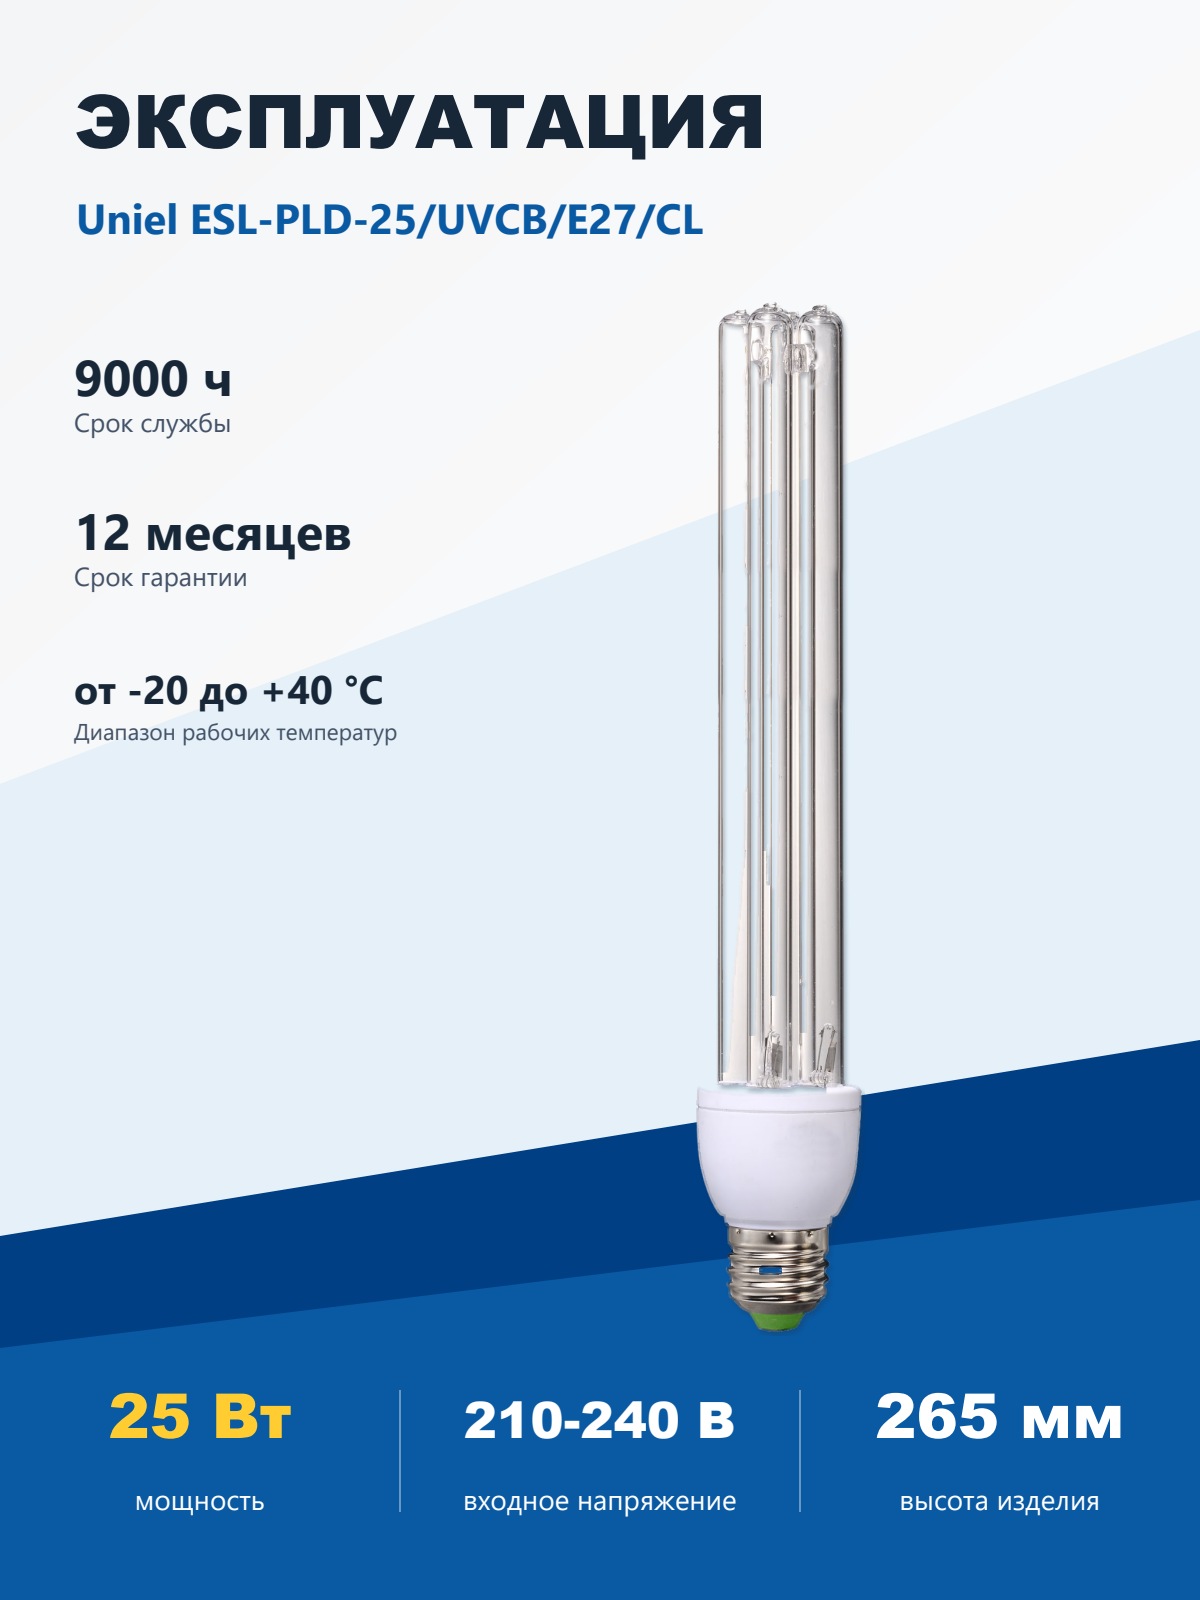 ЭКСПЛУАТАЦИЯ
Uniel ESL-PLD-25/UVCB/E27/CL
9000 ч
Срок службы
12 месяцев
Срок гарантии
от -20 до +40 °C
Диапазон рабочих температур
25 Вт
мощность
210-240 В
входное напряжение
265 мм
высота изделия